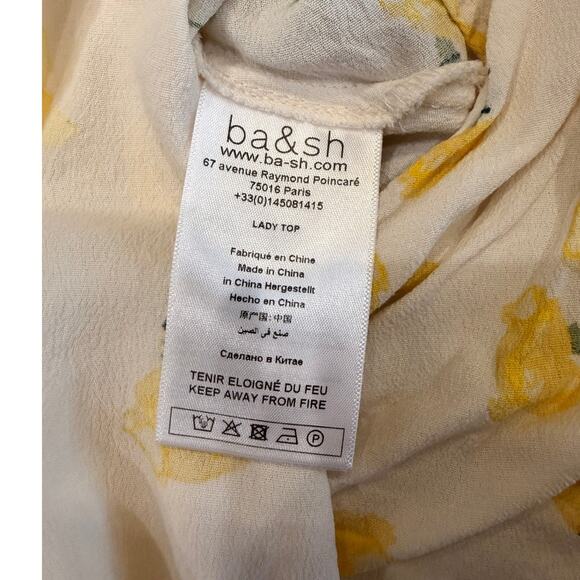 ba&sh
www.ba-sh.com
67 avenue Raymond Poincaré
75016 Paris
+33(0)145081415
LADY TOP
Fabriqué en Chine
Made in China
in China Hergestellt
Hecho en China
原产国: 中国
صنع في الصين
Сделано в Китае
TENIR ELOIGNÉ DU FEU
KEEP AWAY FROM FIRE
P